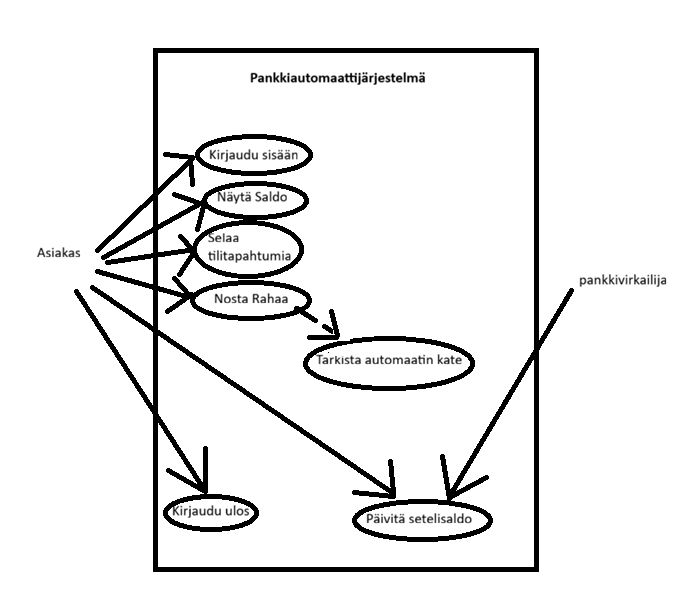 Pankkiautomaattijärjestelmä
Kirjaudu sisään
Näytä Saldo
Selaa
tilitapahtumia
Asiakas
Nosta Rahaa
pankkivirkailija
Tarkista automaatin kate
Kirjaudu ulos
Päivitä setelisaldo